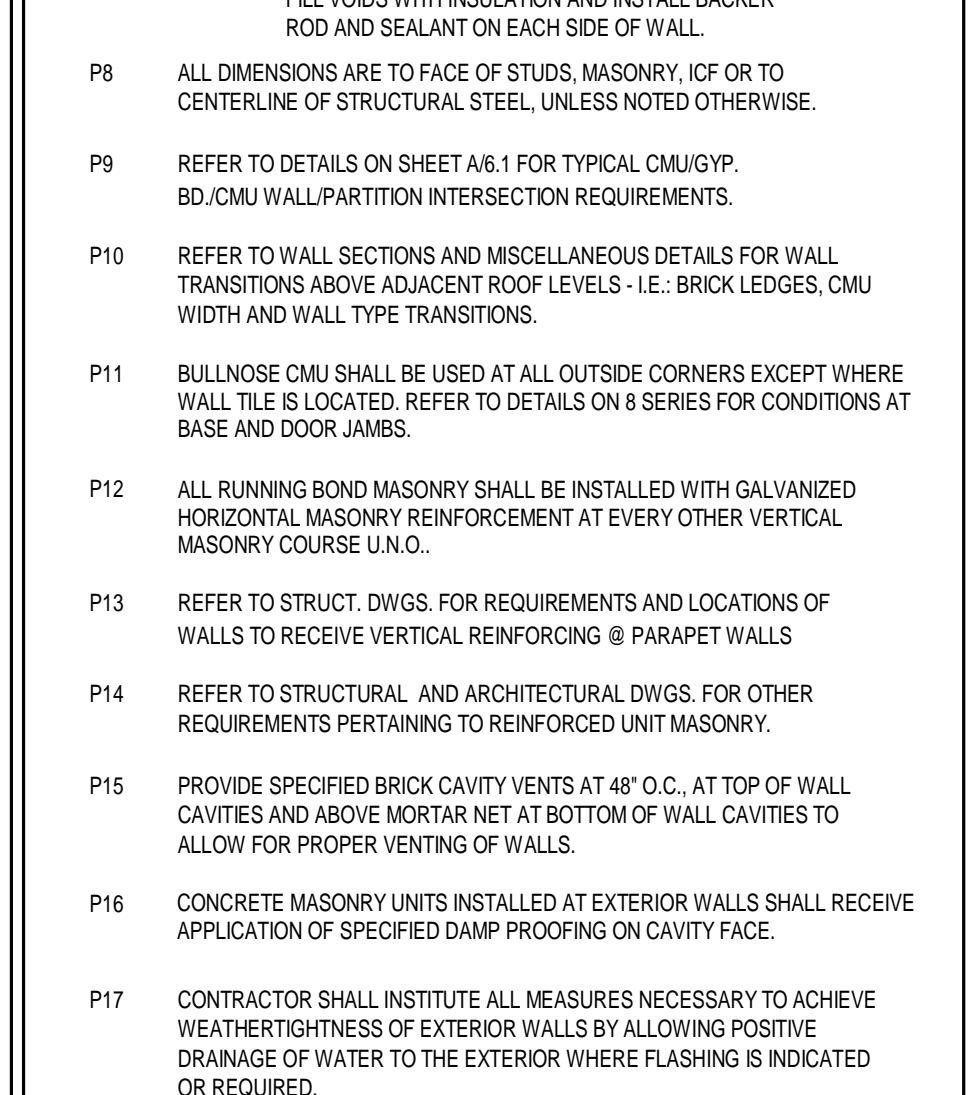 FILL VOIDS WITH INSULATION AND INSTALL BACKER
ROD AND SEALANT ON EACH SIDE OF WALL.
P8 ALL DIMENSIONS ARE TO FACE OF STUDS, MASONRY, ICF OR TO
CENTERLINE OF STRUCTURAL STEEL, UNLESS NOTED OTHERWISE.
P9 REFER TO DETAILS ON SHEET A/6.1 FOR TYPICAL CMU/GYP.
BD./CMU WALL/PARTITION INTERSECTION REQUIREMENTS.
P10 REFER TO WALL SECTIONS AND MISCELLANEOUS DETAILS FOR WALL
TRANSITIONS ABOVE ADJACENT ROOF LEVELS - I.E.: BRICK LEDGES, CMU
WIDTH AND WALL TYPE TRANSITIONS.
P11 BULLNOSE CMU SHALL BE USED AT ALL OUTSIDE CORNERS EXCEPT WHERE
WALL TILE IS LOCATED. REFER TO DETAILS ON 8 SERIES FOR CONDITIONS AT
BASE AND DOOR JAMBS.
P12 ALL RUNNING BOND MASONRY SHALL BE INSTALLED WITH GALVANIZED
HORIZONTAL MASONRY REINFORCEMENT AT EVERY OTHER VERTICAL
MASONRY COURSE U.N.O..
P13 REFER TO STRUCT. DWGS. FOR REQUIREMENTS AND LOCATIONS OF
WALLS TO RECEIVE VERTICAL REINFORCING @ PARAPET WALLS
P14 REFER TO STRUCTURAL AND ARCHITECTURAL DWGS. FOR OTHER
REQUIREMENTS PERTAINING TO REINFORCED UNIT MASONRY.
P15 PROVIDE SPECIFIED BRICK CAVITY VENTS AT 48" O.C., AT TOP OF WALL
CAVITIES AND ABOVE MORTAR NET AT BOTTOM OF WALL CAVITIES TO
ALLOW FOR PROPER VENTING OF WALLS.
P16 CONCRETE MASONRY UNITS INSTALLED AT EXTERIOR WALLS SHALL RECEIVE
APPLICATION OF SPECIFIED DAMP PROOFING ON CAVITY FACE.
P17 CONTRACTOR SHALL INSTITUTE ALL MEASURES NECESSARY TO ACHIEVE
WEATHERTIGHTNESS OF EXTERIOR WALLS BY ALLOWING POSITIVE
DRAINAGE OF WATER TO THE EXTERIOR WHERE FLASHING IS INDICATED
OR REQUIRED.